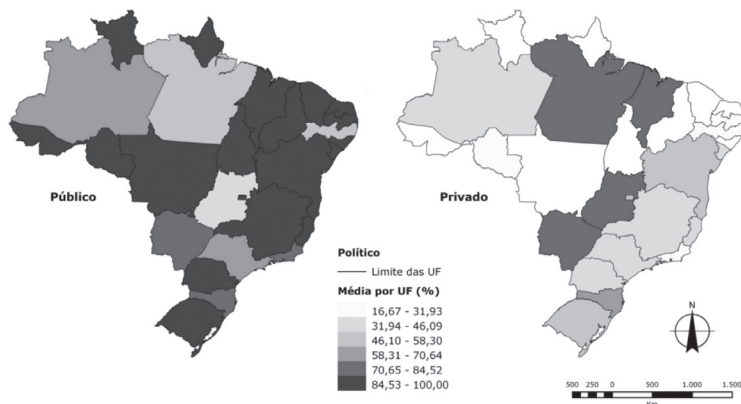 Público
Privado
Político
Limite das UF
Média por UF (%)
16,67 - 31,93
31,94 - 46,09
46,10 - 58,30
58,31 - 70,64
70,65 - 84,52
84,53 - 100,00
N
500 250 0 500 1.000 1.500
Km